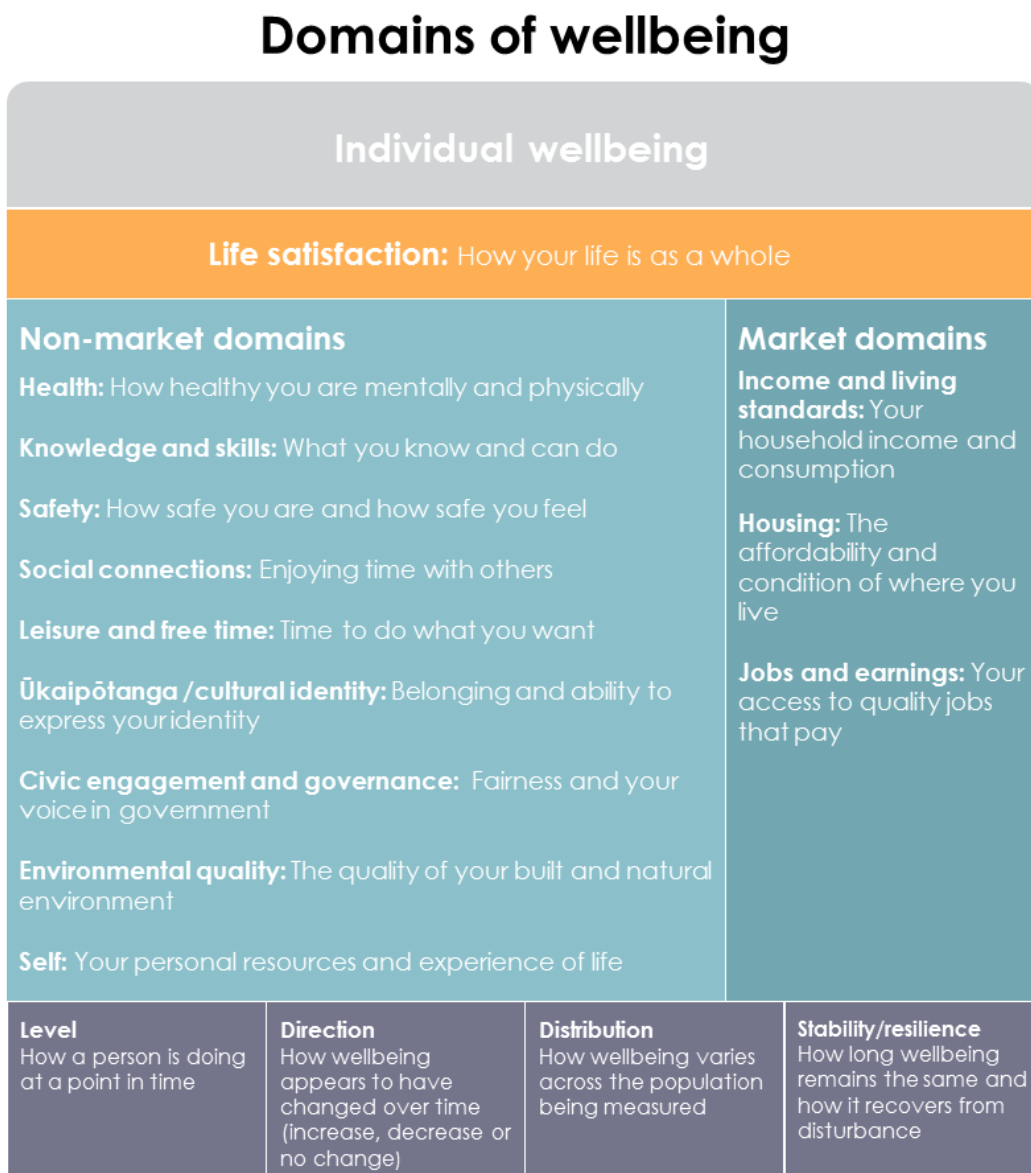 Domains of wellbeing
Individual wellbeing
Life satisfaction: How your life is as a whole
Non-market domains
Health: How healthy you are mentally and physically
Knowledge and skills: What you know and can do
Safety: How safe you are and how safe you feel
Social connections: Enjoying time with others
Leisure and free time: Time to do what you want
Ūkaipōtanga /cultural identity: Belonging and ability to
express your identity
Civic engagement and governance: Fairness and your
voice in government
Environmental quality: The quality of your built and natural
environment
Self: Your personal resources and experience of life
Market domains
Income and living
standards: Your
household income and
consumption
Housing: The
affordability and
condition of where you
live
Jobs and earnings: Your
access to quality jobs
that pay
Level
How a person is doing
at a point in time
Direction
How wellbeing
appears to have
changed over time
(increase, decrease or
no change)
Distribution
How wellbeing varies
across the population
being measured
Stability/resilience
How long wellbeing
remains the same and
how it recovers from
disturbance